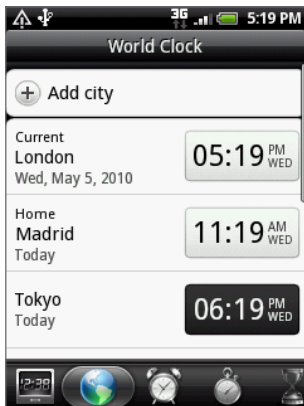 3G 5:19 PM
World Clock
Add city
Current
London
Wed, May 5, 2010
05:19 PM WED
Home
Madrid
Today
11:19 AM WED
Tokyo
Today
06:19 PM WED
12:38